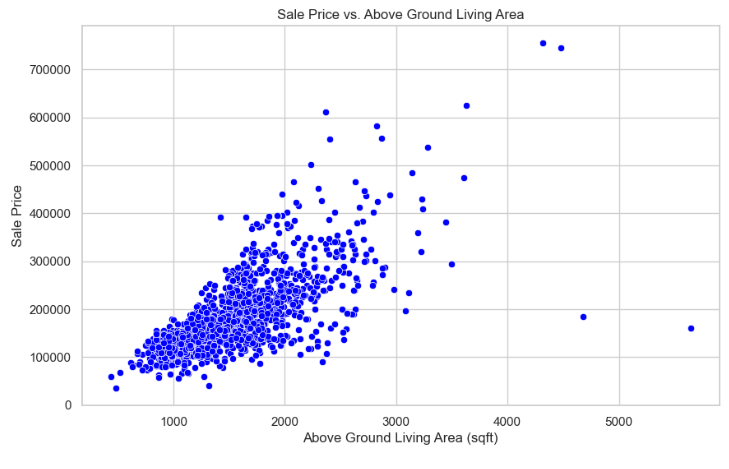 Sale Price vs. Above Ground Living Area
700000
600000
500000
400000
300000
200000
100000
0
Sale Price
1000 2000 3000 4000 5000
Above Ground Living Area (sqft)